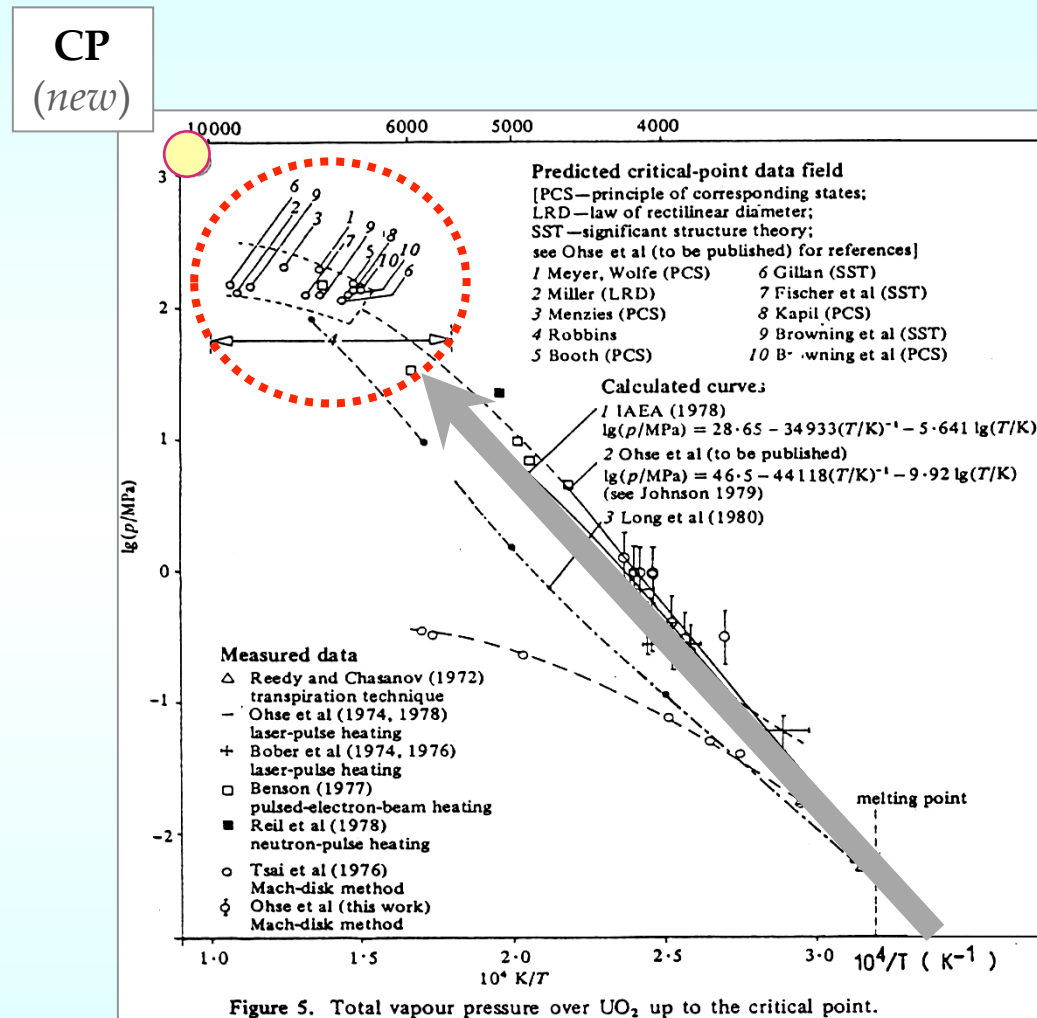 CP
(new)
10000 6000 5000 4000
Predicted critical-point data field
[PCS—principle of corresponding states;
LRD—law of rectilinear diameter;
SST—significant structure theory;
see Ohse et al (to be published) for references]
1 Meyer, Wolfe (PCS) 6 Gillan (SST)
2 Miller (LRD) 7 Fischer et al (SST)
3 Menzies (PCS) 8 Kapil (PCS)
4 Robbins 9 Browning et al (SST)
5 Booth (PCS) 10 Browning et al (PCS)
6 9 1 9 8
2 3 7 5 10 10 6
4
Calculated curves
1 IAEA (1978)
lg(p/MPa) = 28·65 − 34933(T/K)⁻¹ − 5·641 lg(T/K)
2 Ohse et al (to be published)
lg(p/MPa) = 46·5 − 44118(T/K)⁻¹ − 9·92 lg(T/K)
(see Johnson 1979)
3 Long et al (1980)
3
2
1
0
−1
−2
lg(p/MPa)
Measured data
Reedy and Chasanov (1972)
transpiration technique
Ohse et al (1974, 1978)
laser-pulse heating
Bober et al (1974, 1976)
laser-pulse heating
Benson (1977)
pulsed-electron-beam heating
Reil et al (1978)
neutron-pulse heating
Tsai et al (1976)
Mach-disk method
Ohse et al (this work)
Mach-disk method
melting point
1·0 1·5 2·0 2·5 3·0 10⁴/T ( K⁻¹ )
10⁴ K/T
Figure 5. Total vapour pressure over UO₂ up to the critical point.